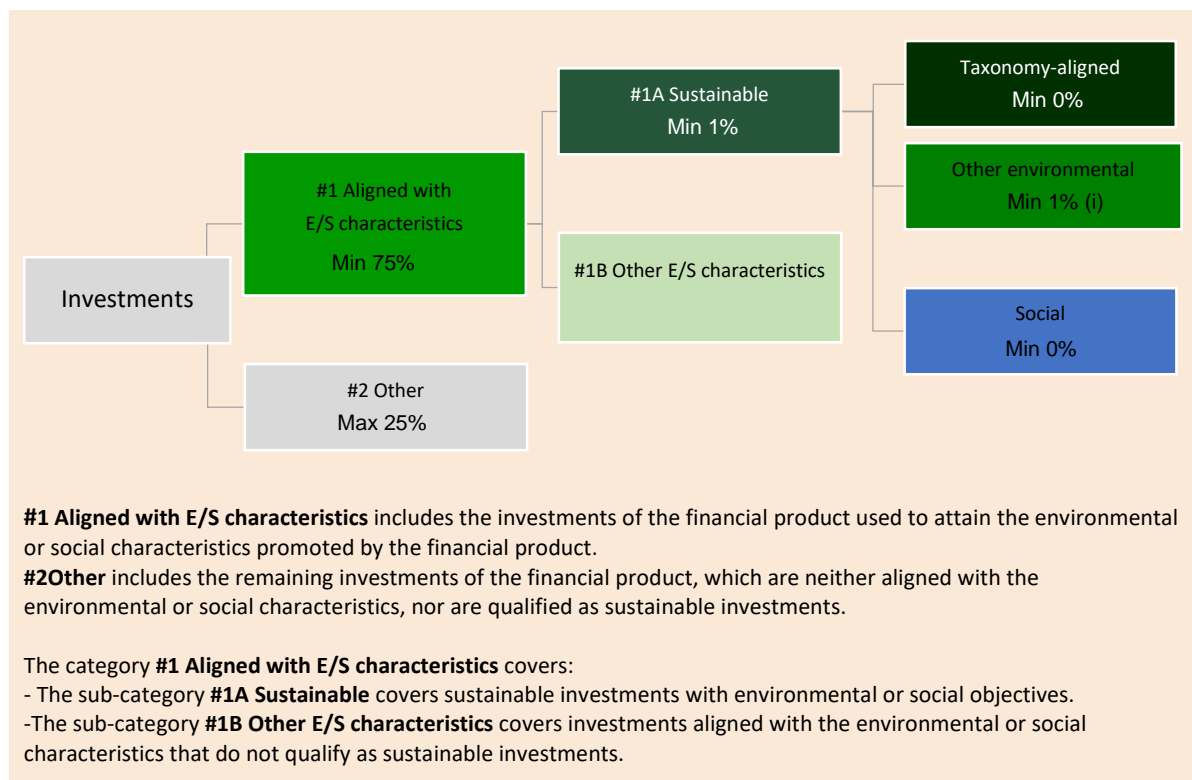 Investments
#1 Aligned with
E/S characteristics
Min 75%
#2 Other
Max 25%
#1A Sustainable
Min 1%
#1B Other E/S characteristics
Taxonomy-aligned
Min 0%
Other environmental
Min 1% (i)
Social
Min 0%
#1 Aligned with E/S characteristics includes the investments of the financial product used to attain the environmental
or social characteristics promoted by the financial product.
#2Other includes the remaining investments of the financial product, which are neither aligned with the
environmental or social characteristics, nor are qualified as sustainable investments.
The category #1 Aligned with E/S characteristics covers:
- The sub-category #1A Sustainable covers sustainable investments with environmental or social objectives.
-The sub-category #1B Other E/S characteristics covers investments aligned with the environmental or social
characteristics that do not qualify as sustainable investments.